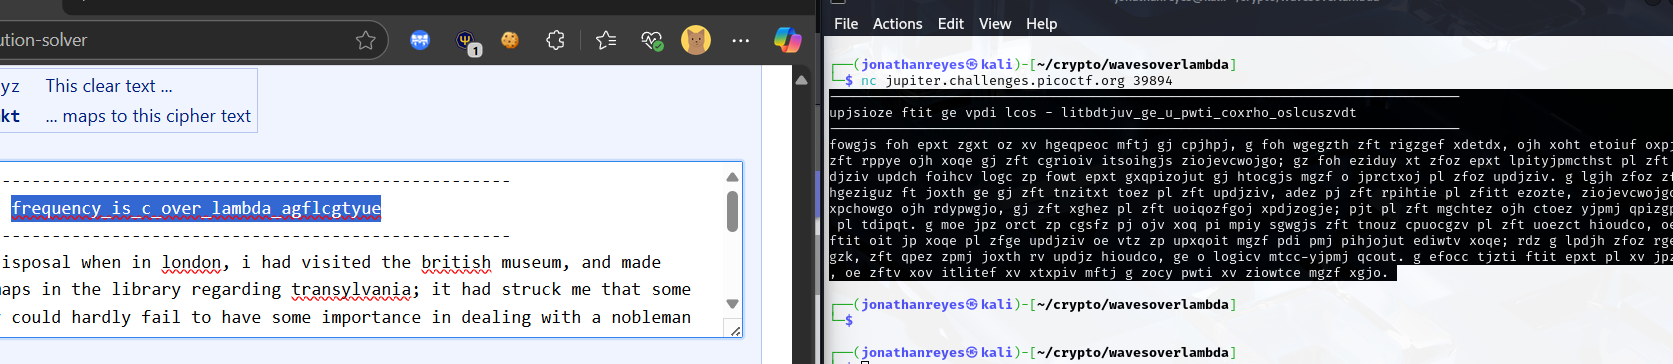 ution-solver
1
yz This clear text ...
kt ... maps to this cipher text
--------------------------------------------------
frequency_is_c_over_lambda_agflcgtyue
--------------------------------------------------
isposal when in london, i had visited the british museum, and made
aps in the library regarding transylvania; it had struck me that some
could hardly fail to have some importance in dealing with a nobleman
File Actions Edit View Help
┌──(jonathanreyes㉿kali)-[~/crypto/wavesoverlambda]
└─$ nc jupiter.challenges.picoctf.org 39894
-------------------------------------------------------------------------------
upjsioze ftit ge vpdi lcos - litbdtjuv_ge_u_pwti_coxrho_oslcuszvdt
-------------------------------------------------------------------------------
fowgjs foh epxt zgxt oz xv hgeqpeoc mftj gj cpjhpj, g foh wgegzth zft rigzgef xdetdx, ojh xoht etoiuf oxpj
zft rppye ojh xoqe gj zft cgrioiv itsoihgjs ziojevcwojgo; gz foh eziduy xt zfoz epxt lpityjpmcthst pl zft
djziv updch foihcv logc zp fowt epxt gxqpizojut gj htocgjs mgzf o jprctxoj pl zfoz updjziv. g lgjh zfoz zf
hgeziguz ft joxth ge gj zft tnzitxt toez pl zft updjziv, adez pj zft rpihtie pl zfitt ezozte, ziojevcwojgo
xpchowgo ojh rdypwgjo, gj zft xghez pl zft uoiqozfgoj xpdjzogje; pjt pl zft mgchtez ojh ctoez yjpmj qpizgp
pl tdipqt. g moe jpz orct zp cgsfz pj ojv xoq pi mpiy sgwgjs zft tnouz cpuocgzv pl zft uoezct hioudco, oe
ftit oit jp xoqe pl zfge updjziv oe vtz zp upxqoit mgzf pdi pmj pihjojut ediwtv xoqe; rdz g lpdjh zfoz rge
gzk, zft qpez zpmj joxth rv updjz hioudco, ge o logicv mtcc-yjpmj qcout. g efocc tjzti ftit epxt pl xv jpz
, oe zftv xov itlitef xv xtxpiv mftj g zocy pwti xv ziowtce mgzf xgjo.
┌──(jonathanreyes㉿kali)-[~/crypto/wavesoverlambda]
└─$
┌──(jonathanreyes㉿kali)-[~/crypto/wavesoverlambda]